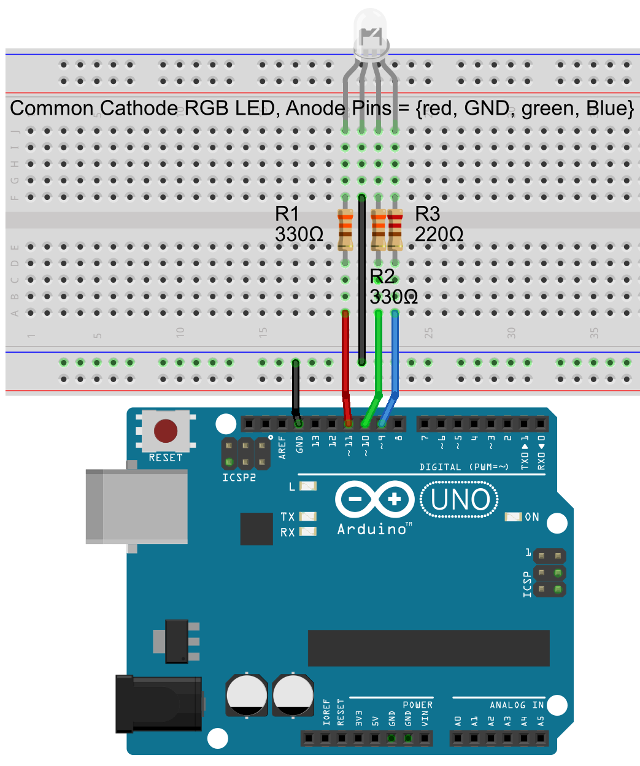 Common Cathode RGB LED, Anode Pins = {red, GND, green, Blue}
J
I
H
G
F
R1
330Ω
R3
220Ω
R2
330Ω
E
D
C
B
A
1 5 10 15 25 30 35
RESET
ICSP2
AREF
GND
13
12
~11
~10
~9
8
7
~6
~5
4
~3
2
TX0▶1
RX0◀0
DIGITAL (PWM=~)
L
TX
RX
Arduino™
UNO
ON
1
ICSP
POWER
ANALOG IN
IOREF
RESET
3V3
5V
GND
GND
VIN
A0
A1
A2
A3
A4
A5